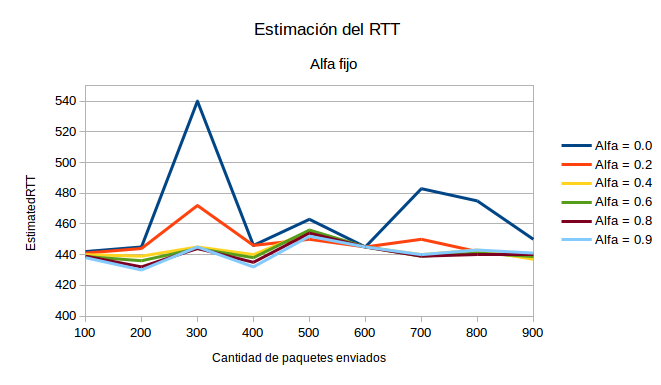 Estimación del RTT
Alfa fijo
EstimatedRTT
540
520
500
480
460
440
420
400
100 200 300 400 500 600 700 800 900
Cantidad de paquetes enviados
Alfa = 0.0
Alfa = 0.2
Alfa = 0.4
Alfa = 0.6
Alfa = 0.8
Alfa = 0.9